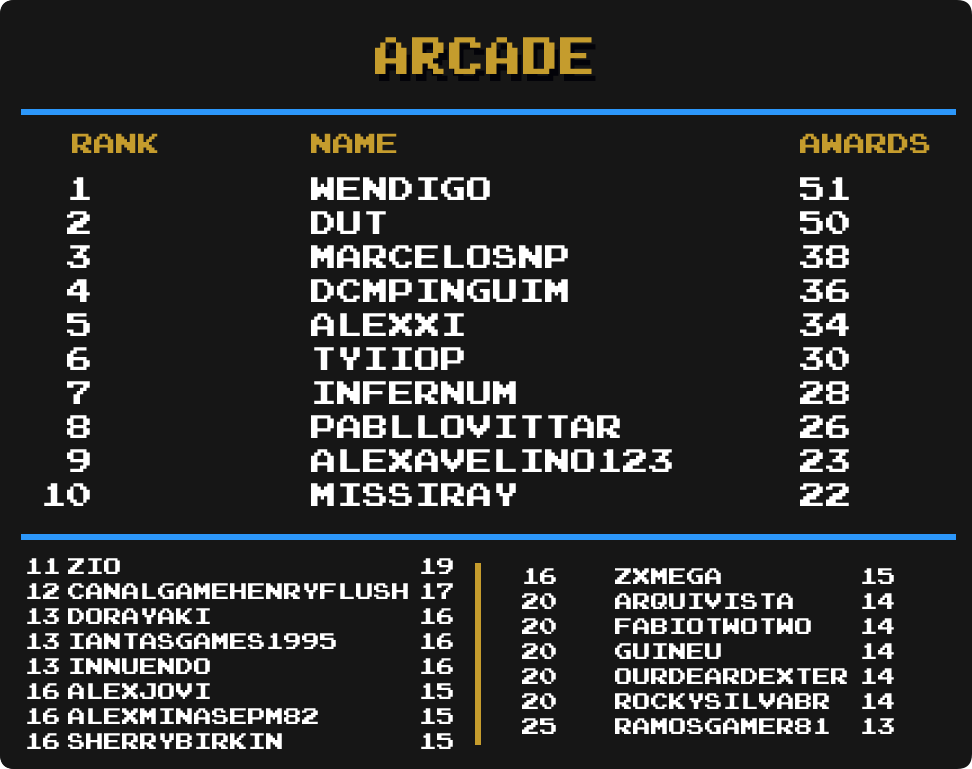 ARCADE
RANK NAME AWARDS
1 WENDIGO 51
2 DUT 50
3 MARCELOSNP 38
4 DCMPINGUIM 36
5 ALEXXI 34
6 TYIIOP 30
7 INFERNUM 28
8 PABLLOVITTAR 26
9 ALEXAVELINO123 23
10 MISSIRAY 22
11 ZIO 19
12 CANALGAMEHENRYFLUSH 17
13 DORAYAKI 16
13 IANTASGAMES1995 16
13 INNUENDO 16
16 ALEXJOVI 15
16 ALEXMINASEPM82 15
16 SHERRYBIRKIN 15
16 ZXMEGA 15
20 ARQUIVISTA 14
20 FABIOTWOTWO 14
20 GUINEU 14
20 OURDEARDEXTER 14
20 ROCKYSILVABR 14
25 RAMOSGAMER81 13